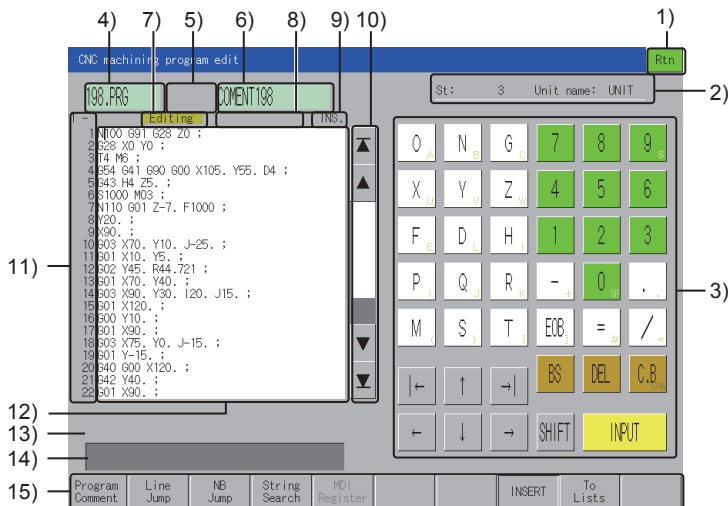 4) 5) 6) 9) 10) 1)
7) 8)
CNC machining program edit Rtn
198.PRG COMENT198
St: 3 Unit name: UNIT 2)
1 - Editing INS.
1 N100 G91 G28 Z0 ;
2 G28 X0 Y0 ;
3 T4 M6 ;
4 G54 G41 G90 G00 X105. Y55. D4 ;
5 G43 H4 Z5. ;
6 S1000 M03 ;
7 N110 G01 Z-7. F1000 ;
8 Y20. ;
9 X90. ;
10 G03 X70. Y10. J-25. ;
11 G01 X10. Y5. ;
12 G02 Y45. R44.721 ;
13 G01 X70. Y40. ;
14 G03 X90. Y30. I20. J15. ;
15 G01 X120. ;
16 G00 Y10. ;
17 G01 X90. ;
18 G03 X75. Y0. J-15. ;
19 G01 Y-15. ;
20 G40 G00 X120. ;
21 G42 Y40. ;
22 G01 X90. ;
11)
12)
13)
14)
O A N B G C 7 8 9
X U Y V Z W 4 5 6
F E D L H ! 1 2 3
P I Q J R K - + 0 SP . ,
M ( S ) T [ EOB ] = # / *
|← ↑ →| BS DEL C.B CAN
← ↓ → SHIFT INPUT
3)
15) Program Comment Line Jump NB Jump String Search MDI Register INSERT To Lists